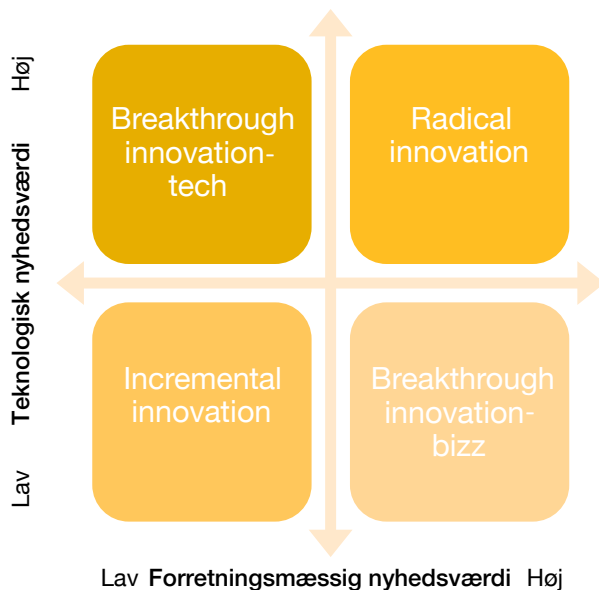 Høj
Teknologisk nyhedsværdi
Lav
Breakthrough
innovation-
tech
Radical
innovation
Incremental
innovation
Breakthrough
innovation-
bizz
Lav Forretningsmæssig nyhedsværdi Høj